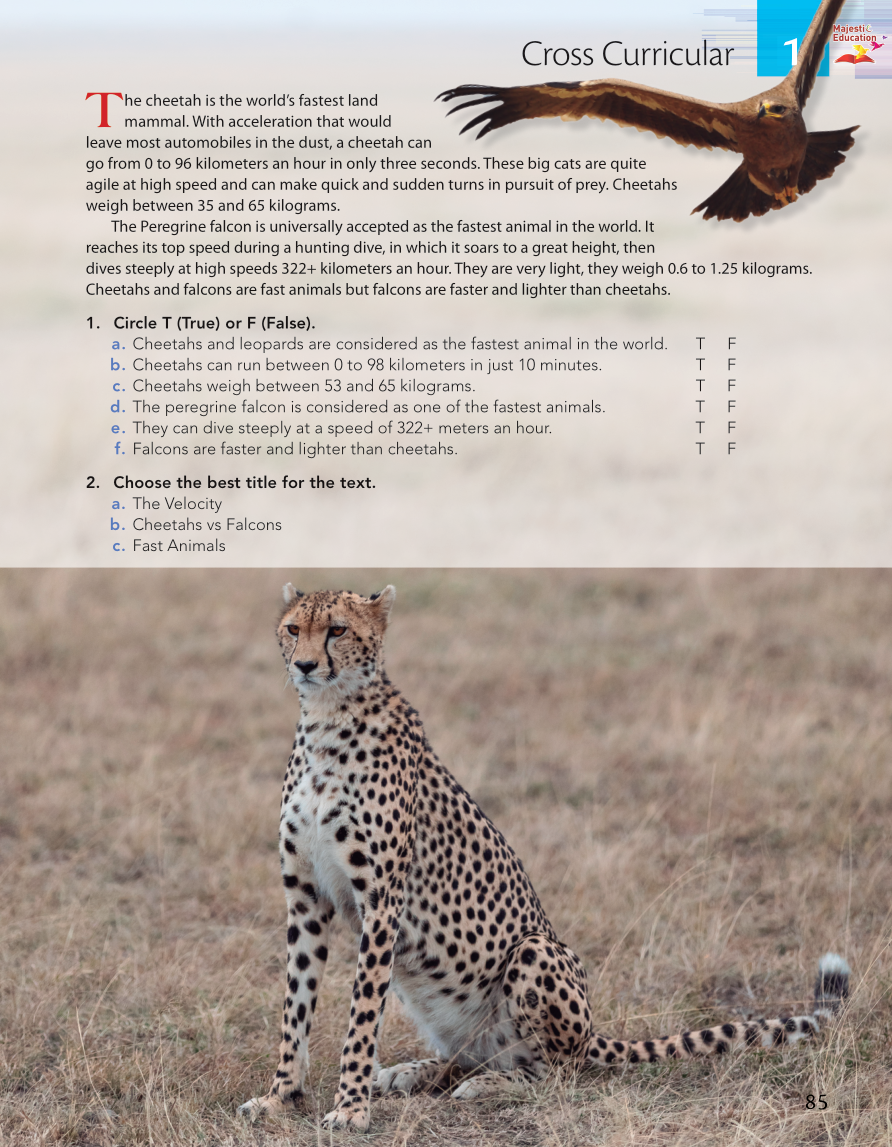 Cross Curricular
1
Majestic
Education
The cheetah is the world's fastest land
mammal. With acceleration that would
leave most automobiles in the dust, a cheetah can
go from 0 to 96 kilometers an hour in only three seconds. These big cats are quite
agile at high speed and can make quick and sudden turns in pursuit of prey. Cheetahs
weigh between 35 and 65 kilograms.
The Peregrine falcon is universally accepted as the fastest animal in the world. It
reaches its top speed during a hunting dive, in which it soars to a great height, then
dives steeply at high speeds 322+ kilometers an hour. They are very light, they weigh 0.6 to 1.25 kilograms.
Cheetahs and falcons are fast animals but falcons are faster and lighter than cheetahs.
1. Circle T (True) or F (False).
a. Cheetahs and leopards are considered as the fastest animal in the world. T F
b. Cheetahs can run between 0 to 98 kilometers in just 10 minutes. T F
c. Cheetahs weigh between 53 and 65 kilograms. T F
d. The peregrine falcon is considered as one of the fastest animals. T F
e. They can dive steeply at a speed of 322+ meters an hour. T F
f. Falcons are faster and lighter than cheetahs. T F
2. Choose the best title for the text.
a. The Velocity
b. Cheetahs vs Falcons
c. Fast Animals
85